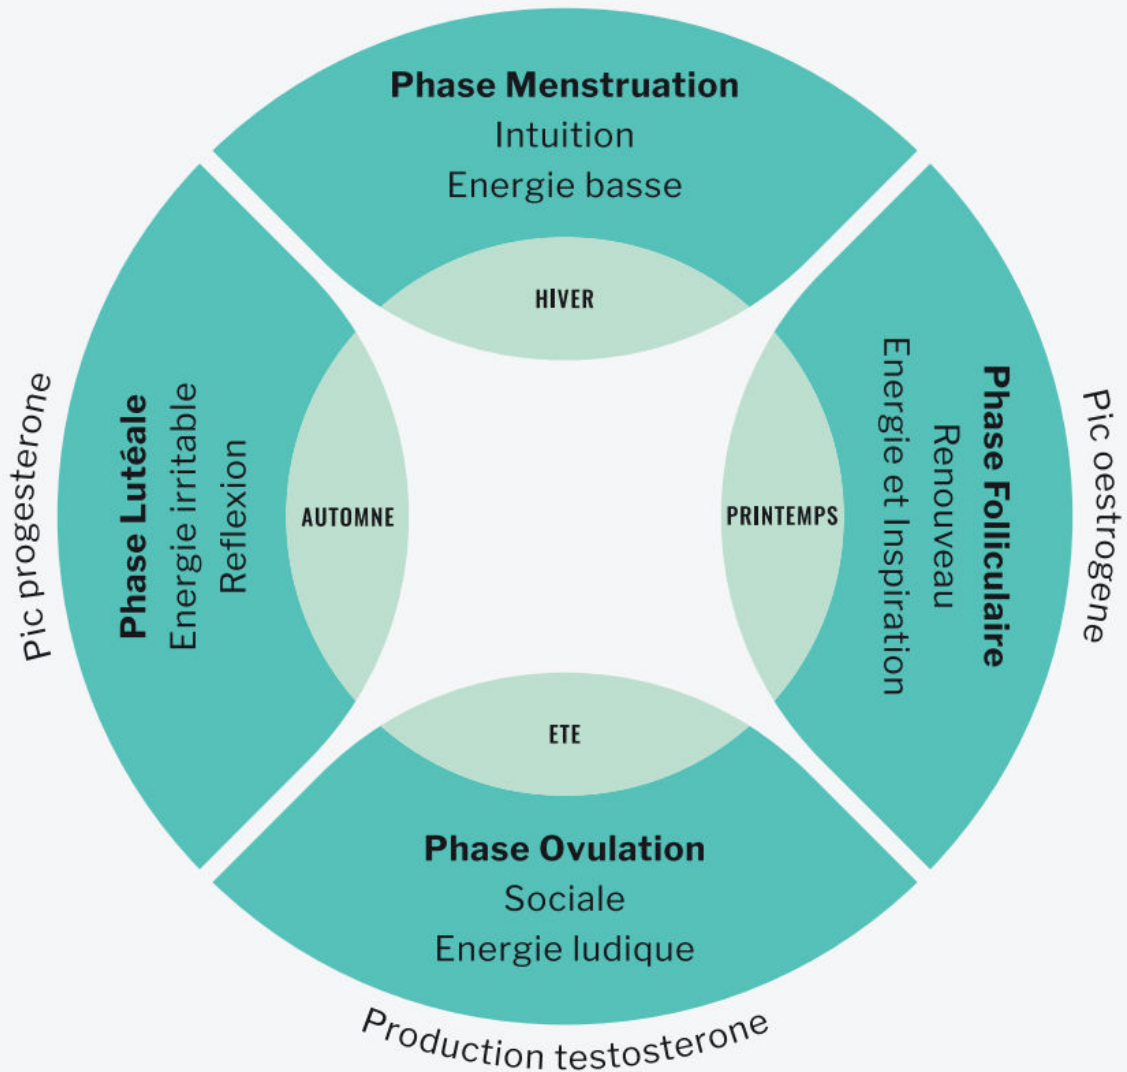 Phase Menstruation
Intuition
Energie basse
HIVER
Phase Folliculaire
Renouveau
Energie et Inspiration
PRINTEMPS
Pic oestrogene
ETE
Phase Ovulation
Sociale
Energie ludique
Production testosterone
Phase Lutéale
Energie irritable
Reflexion
AUTOMNE
Pic progesterone